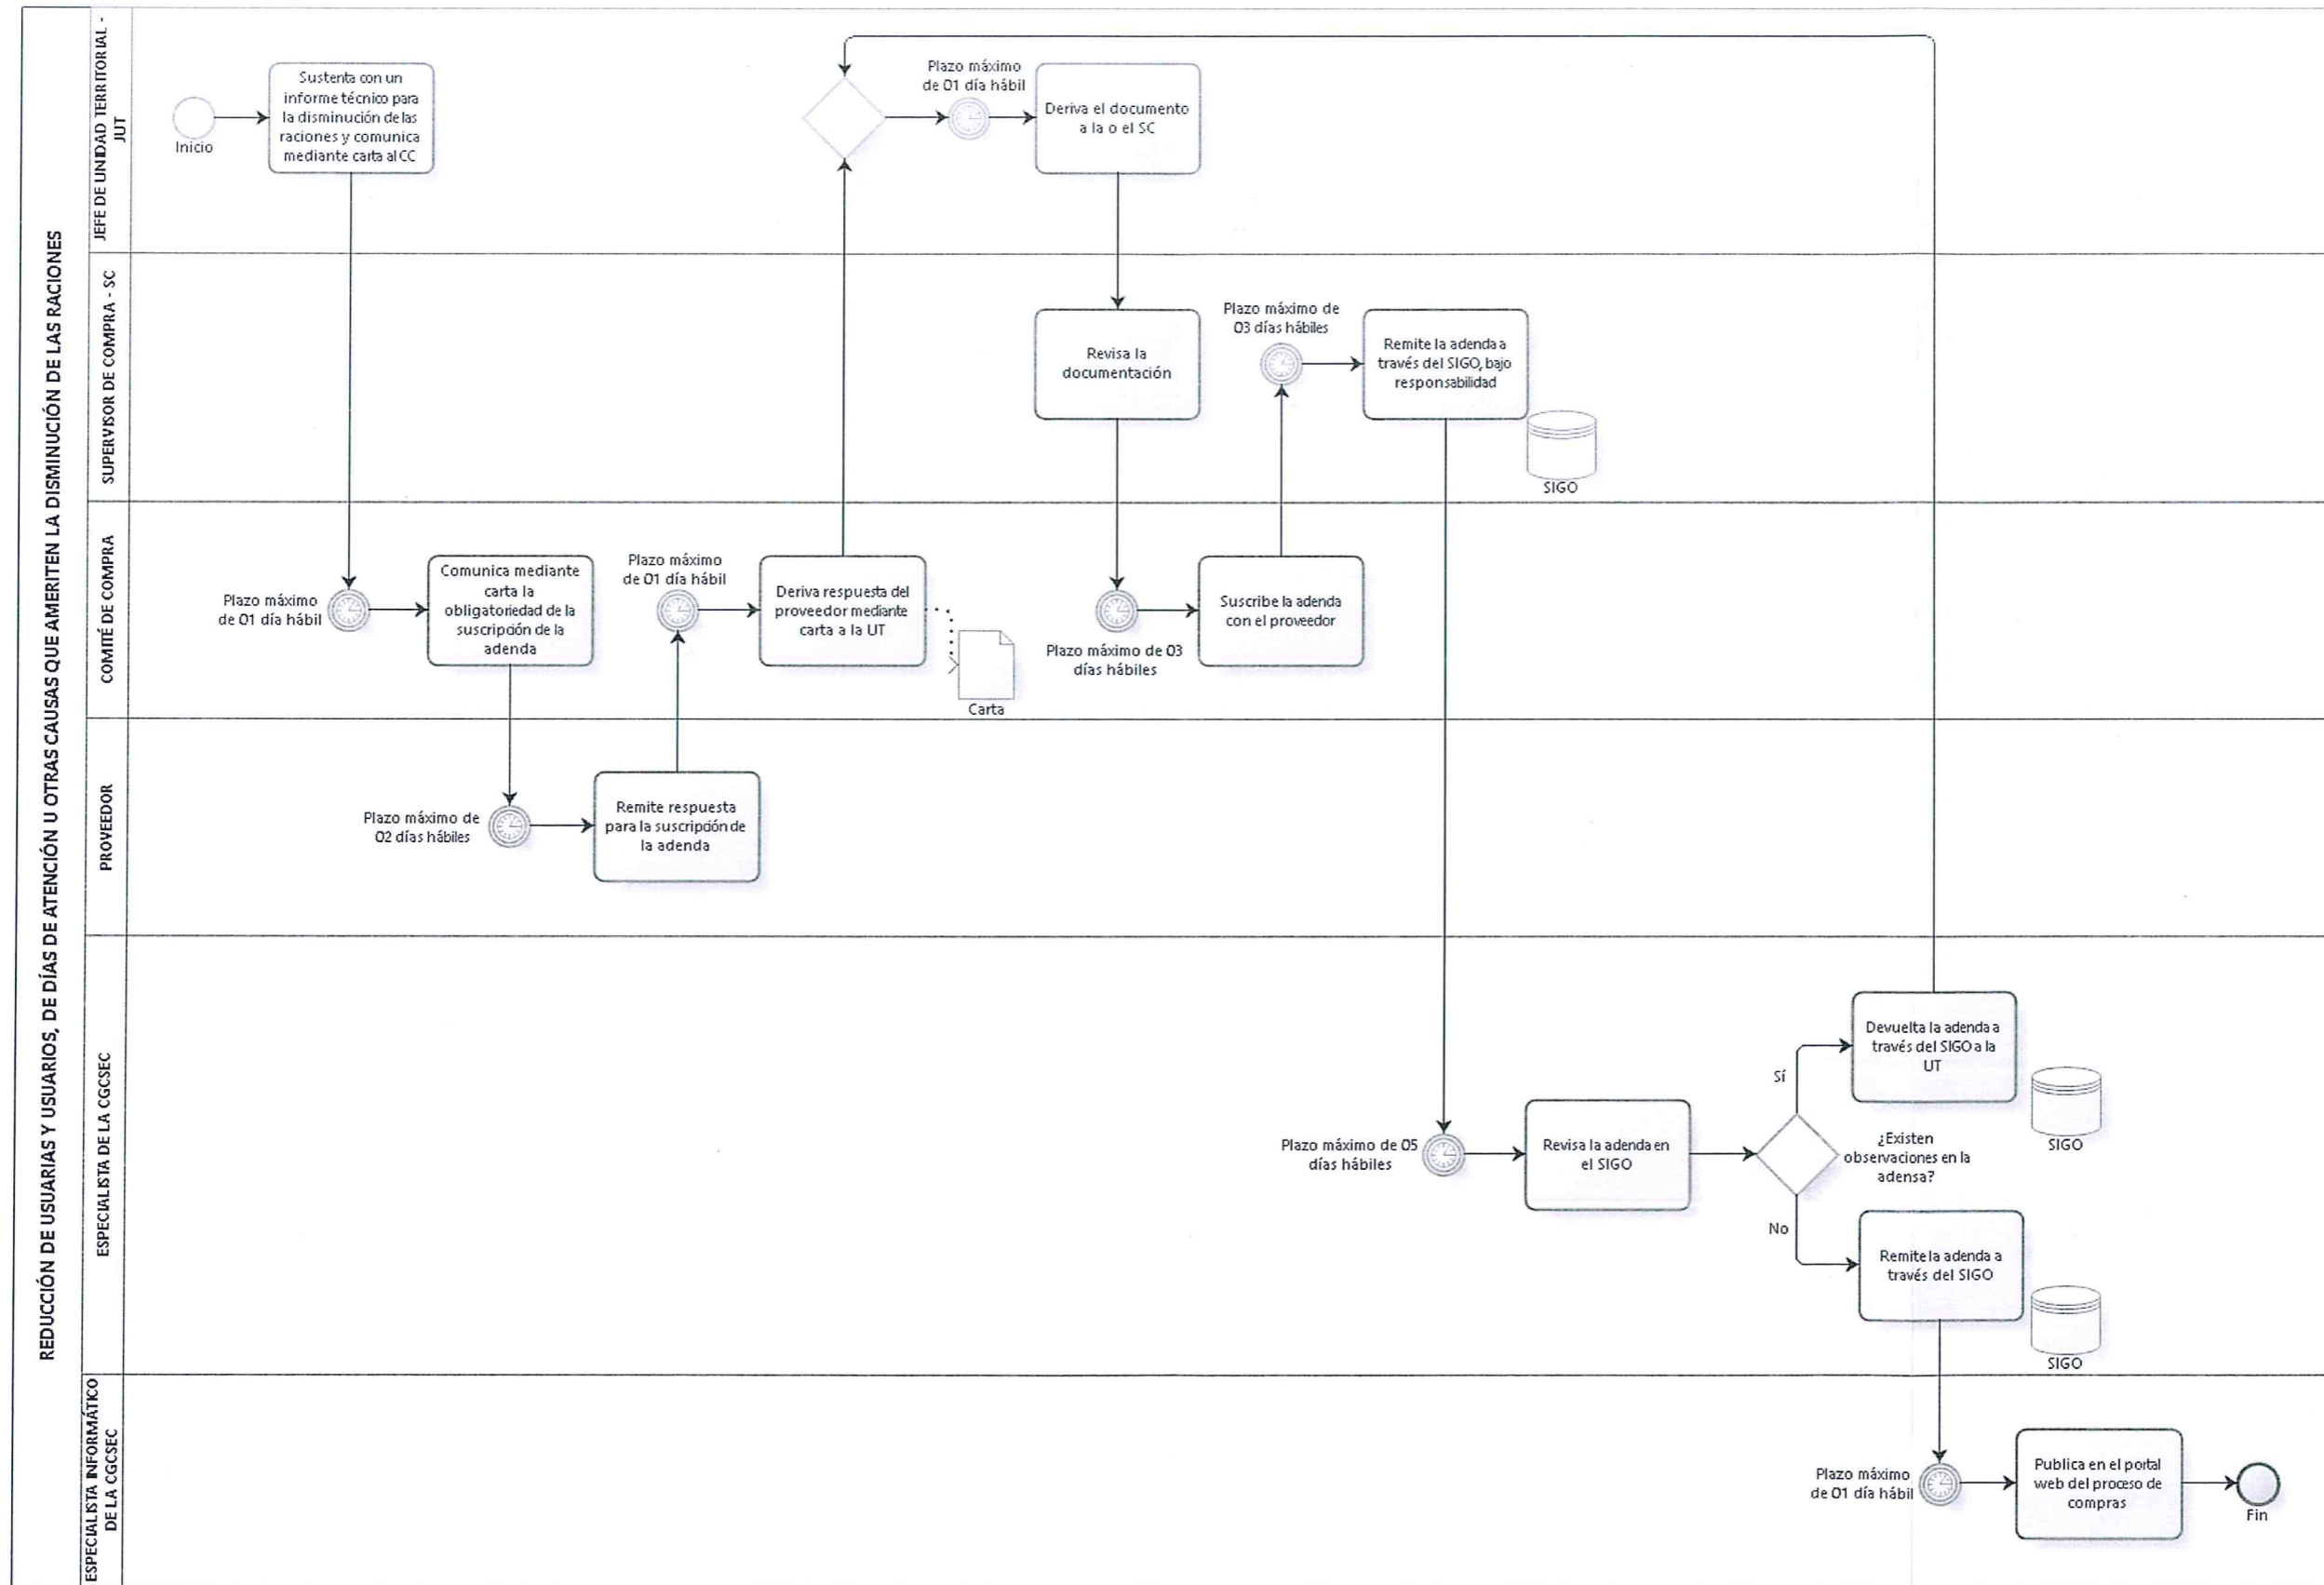 REDUCCIÓN DE USUARIAS Y USUARIOS, DE DÍAS DE ATENCIÓN U OTRAS CAUSAS QUE AMERITEN LA DISMINUCIÓN DE LAS RACIONES
JEFE DE UNIDAD TERRITORIAL -
JUT
Inicio
Sustenta con un
informe técnico para
la disminución de las
raciones y comunica
mediante carta al CC
Plazo máximo
de 01 día hábil
Deriva el documento
a la o el SC
SUPERVISOR DE COMPRA - SC
Revisa la
documentación
Plazo máximo de
03 días hábiles
Remite la adenda a
través del SIGO, bajo
responsabilidad
SIGO
COMITÉ DE COMPRA
Plazo máximo
de 01 día hábil
Comunica mediante
carta la
obligatoriedad de la
suscripción de la
adenda
Plazo máximo
de 01 día hábil
Deriva respuesta del
proveedor mediante
carta a la UT
Carta
Plazo máximo de 03
días hábiles
Suscribe la adenda
con el proveedor
PROVEEDOR
Plazo máximo de
02 días hábiles
Remite respuesta
para la suscripción de
la adenda
ESPECIALISTA DE LA CGCSEC
Plazo máximo de 05
días hábiles
Revisa la adenda en
el SIGO
¿Existen
observaciones en la
adensa?
Sí
Devuelta la adenda a
través del SIGO a la
UT
SIGO
No
Remite la adenda a
través del SIGO
SIGO
ESPECIALISTA INFORMÁTICO
DE LA CGCSEC
Plazo máximo
de 01 día hábil
Publica en el portal
web del proceso de
compras
Fin